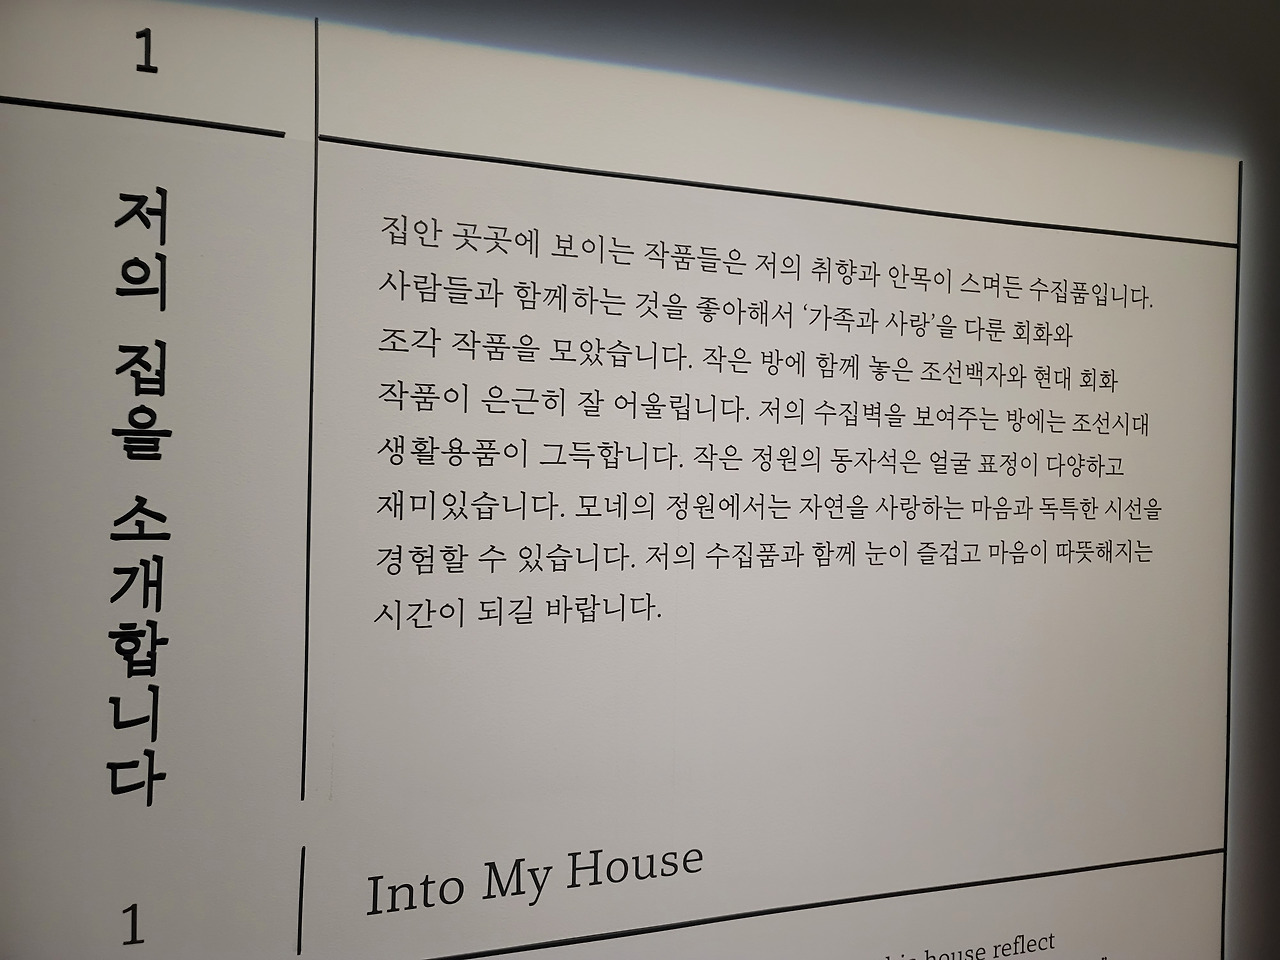 1
저의 집을 소개합니다
집안 곳곳에 보이는 작품들은 저의 취향과 안목이 스며든 수집품입니다.
사람들과 함께하는 것을 좋아해서 ‘가족과 사랑’을 다룬 회화와
조각 작품을 모았습니다. 작은 방에 함께 놓은 조선백자와 현대 회화
작품이 은근히 잘 어울립니다. 저의 수집벽을 보여주는 방에는 조선시대
생활용품이 그득합니다. 작은 정원의 동자석은 얼굴 표정이 다양하고
재미있습니다. 모네의 정원에서는 자연을 사랑하는 마음과 독특한 시선을
경험할 수 있습니다. 저의 수집품과 함께 눈이 즐겁고 마음이 따뜻해지는
시간이 되길 바랍니다.
1
Into My House
house reflect